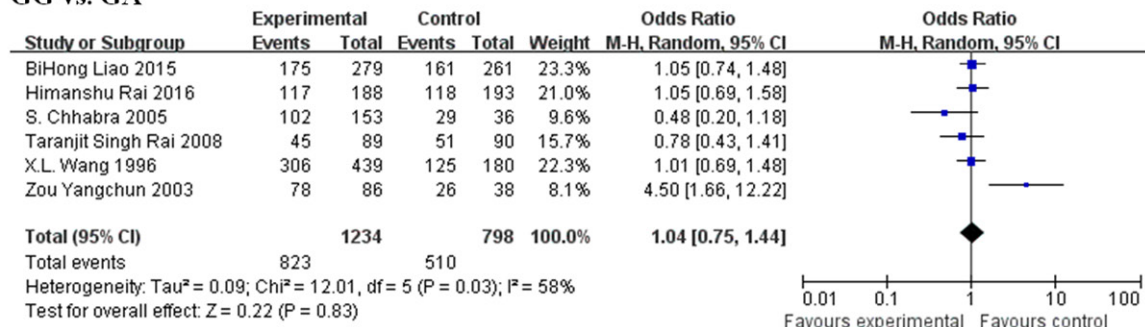 GG vs. GA
Experimental Control Odds Ratio Odds Ratio
Study or Subgroup Events Total Events Total Weight M-H, Random, 95% CI M-H, Random, 95% CI
BiHong Liao 2015 175 279 161 261 23.3% 1.05 [0.74, 1.48]
Himanshu Rai 2016 117 188 118 193 21.0% 1.05 [0.69, 1.58]
S. Chhabra 2005 102 153 29 36 9.6% 0.48 [0.20, 1.18]
Taranjit Singh Rai 2008 45 89 51 90 15.7% 0.78 [0.43, 1.41]
X.L. Wang 1996 306 439 125 180 22.3% 1.01 [0.69, 1.48]
Zou Yangchun 2003 78 86 26 38 8.1% 4.50 [1.66, 12.22]
Total (95% CI) 1234 798 100.0% 1.04 [0.75, 1.44]
Total events 823 510
Heterogeneity: Tau² = 0.09; Chi² = 12.01, df = 5 (P = 0.03); I² = 58%
Test for overall effect: Z = 0.22 (P = 0.83)
0.01 0.1 1 10 100
Favours experimental Favours control